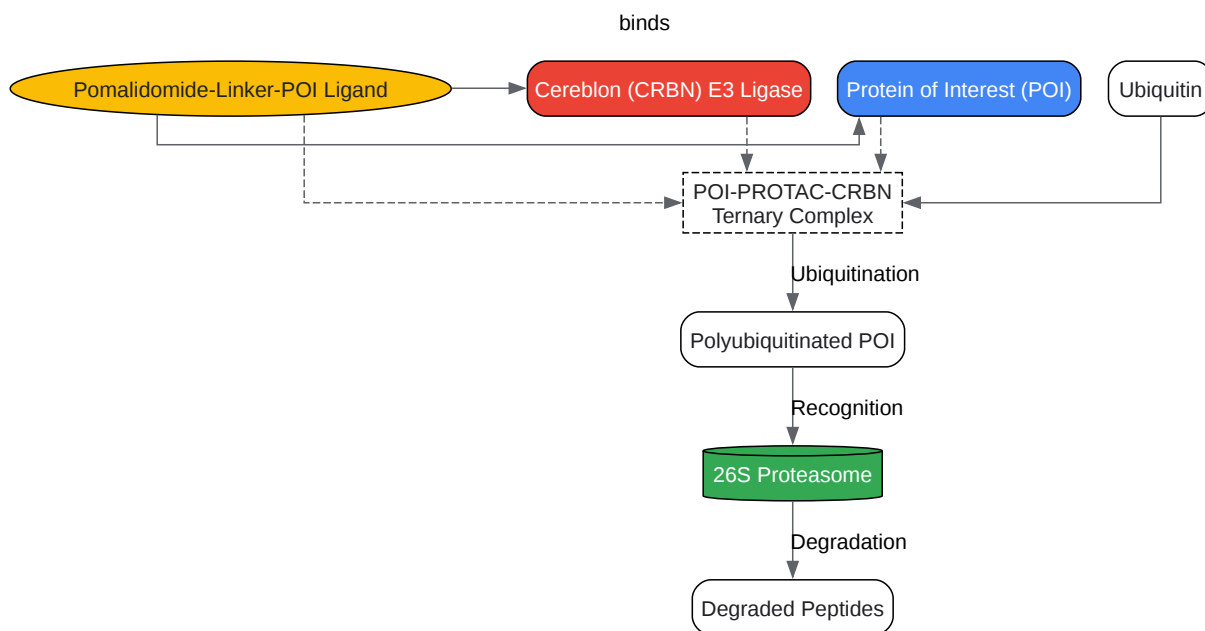 binds
Pomalidomide-Linker-POI Ligand
Cereblon (CRBN) E3 Ligase
Protein of Interest (POI)
Ubiquitin
POI-PROTAC-CRBN
Ternary Complex
Ubiquitination
Polyubiquitinated POI
Recognition
26S Proteasome
Degradation
Degraded Peptides